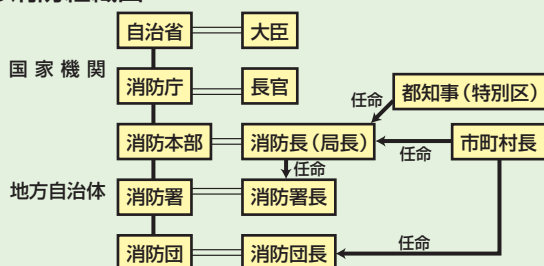 自治省 大臣
国家機関
消防庁 長官
任命 都知事（特別区）
消防本部 消防長（局長） 任命 市町村長
任命
地方自治体 消防署 消防署長
消防団 消防団長 任命